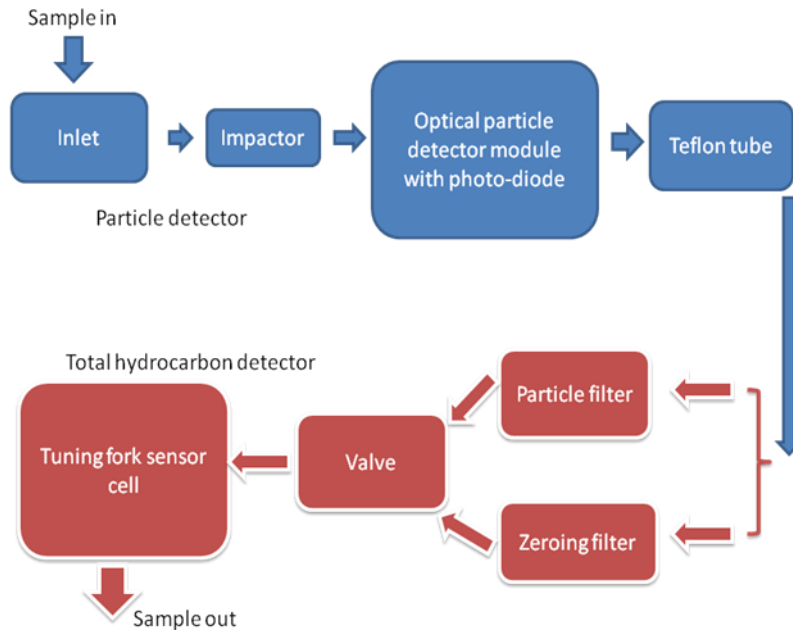 Sample in
Inlet
Impactor
Optical particle
detector module
with photo-diode
Teflon tube
Particle detector
Total hydrocarbon detector
Particle filter
Tuning fork sensor
cell
Valve
Zeroing filter
Sample out